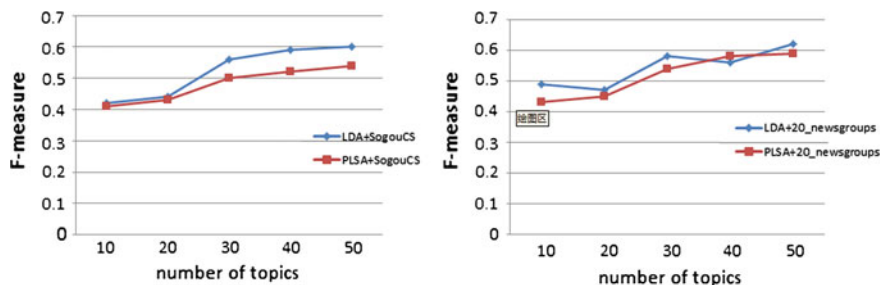 0.7
0.6
0.5
0.4
0.3
0.2
0.1
0
F-measure
10 20 30 40 50
number of topics
LDA+SogouCS
PLSA+SogouCS
0.7
0.6
0.5
0.4
0.3
0.2
0.1
0
F-measure
10 20 30 40 50
number of topics
绘图区
LDA+20_newsgroups
PLSA+20_newsgroups